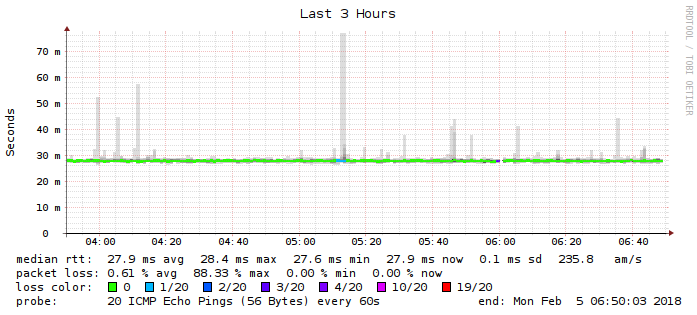 Last 3 Hours
RRDTOOL / TOBI OETIKER
Seconds
70 m
60 m
50 m
40 m
30 m
20 m
10 m
0
04:00 04:20 04:40 05:00 05:20 05:40 06:00 06:20 06:40
median rtt: 27.9 ms avg 28.4 ms max 27.6 ms min 27.9 ms now 0.1 ms sd 235.8 am/s
packet loss: 0.61 % avg 88.33 % max 0.00 % min 0.00 % now
loss color: 0 1/20 2/20 3/20 4/20 10/20 19/20
probe: 20 ICMP Echo Pings (56 Bytes) every 60s end: Mon Feb 5 06:50:03 2018